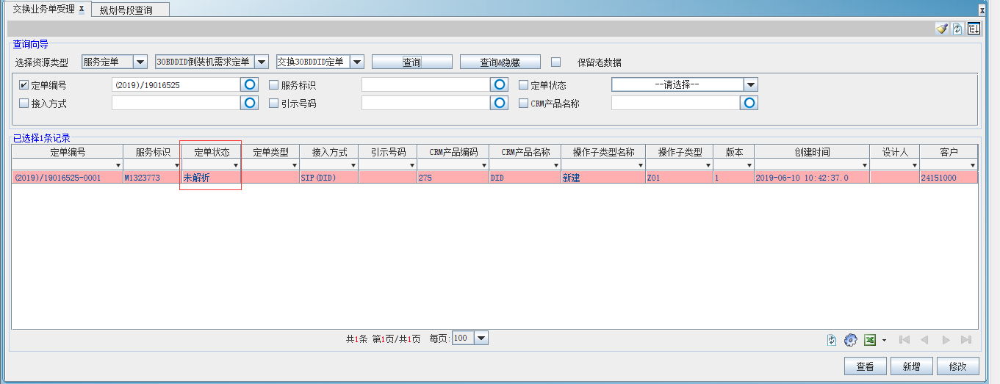 交换业务单受理 X 规划号段查询 X
查询向导
选择资源类型 服务定单 30BDDID倒装机需求定单 交换30BDDID定单 查询 查询&隐藏 保留老数据
定单编号 (2019)/19016525 服务标识 定单状态 --请选择--
接入方式 引示号码 CRM产品名称
已选择1条记录
定单编号 服务标识 定单状态 定单类型 接入方式 引示号码 CRM产品编码 CRM产品名称 操作子类型名称 操作子类型 版本 创建时间 设计人 客户
(2019)/19016525-0001 M1323773 未解析 SIP(DID) 275 DID 新建 Z01 1 2019-06-10 10:42:37.0 24151000
共1条 第1页/共1页 每页: 100
查看 新增 修改